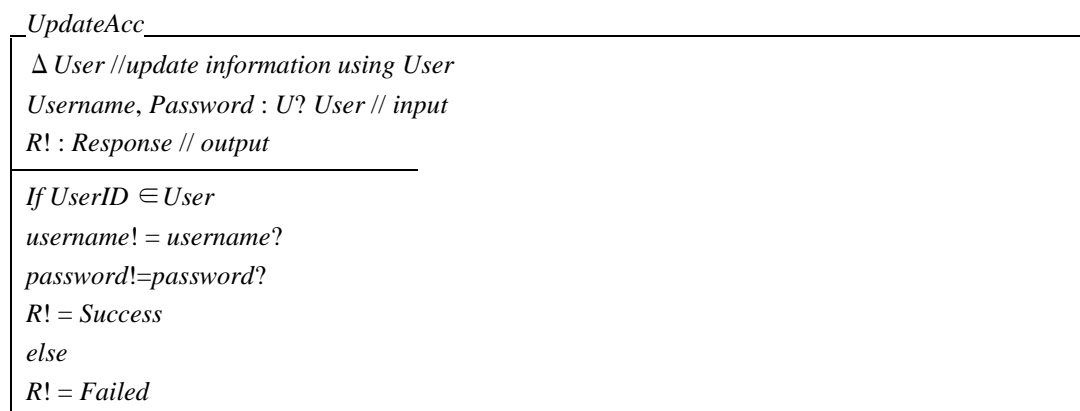 UpdateAcc
Δ User //update information using User
Username, Password : U? User // input
R! : Response // output
If UserID ∈ User
username! = username?
password!=password?
R! = Success
else
R! = Failed